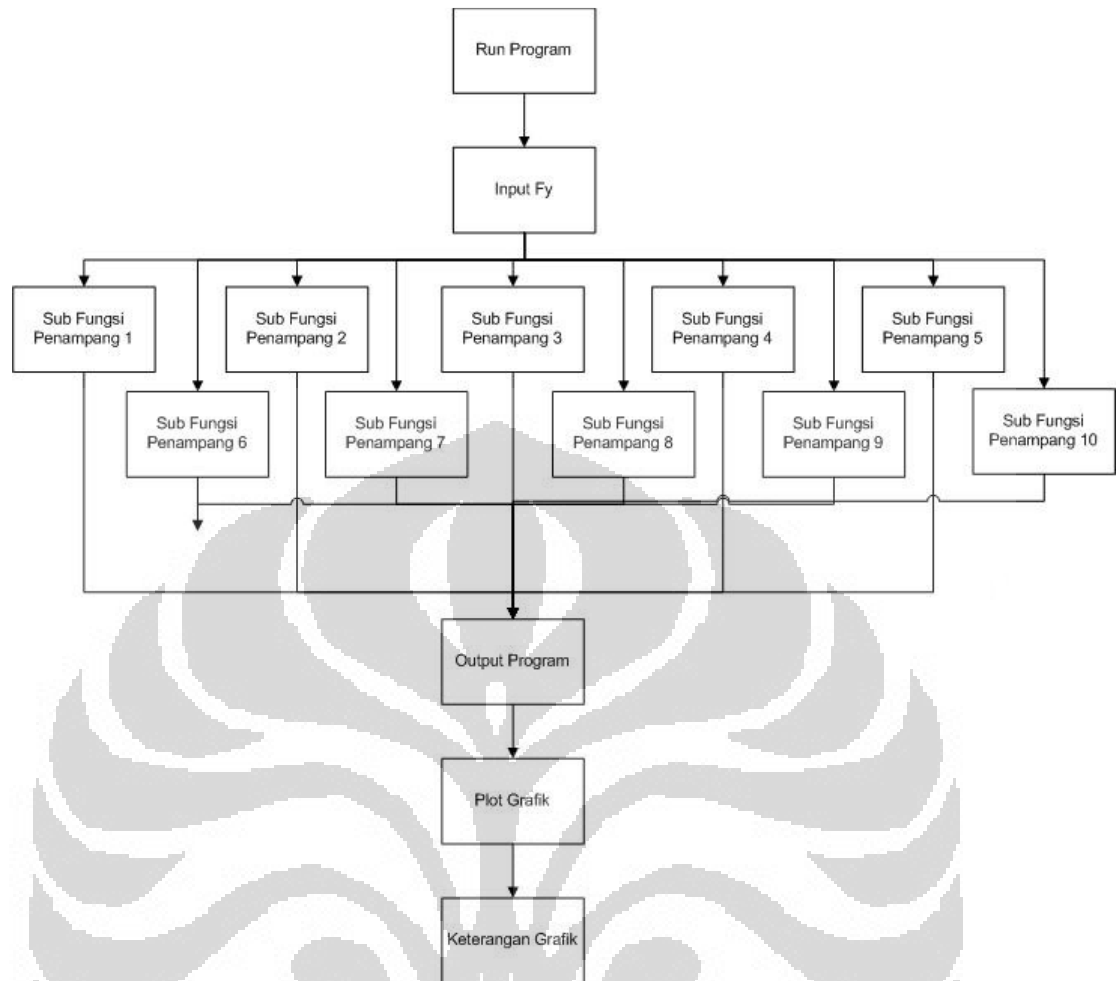 Run Program
Input Fy
Sub Fungsi
Penampang 1
Sub Fungsi
Penampang 2
Sub Fungsi
Penampang 3
Sub Fungsi
Penampang 4
Sub Fungsi
Penampang 5
Sub Fungsi
Penampang 6
Sub Fungsi
Penampang 7
Sub Fungsi
Penampang 8
Sub Fungsi
Penampang 9
Sub Fungsi
Penampang 10
Output Program
Plot Grafik
Keterangan Grafik